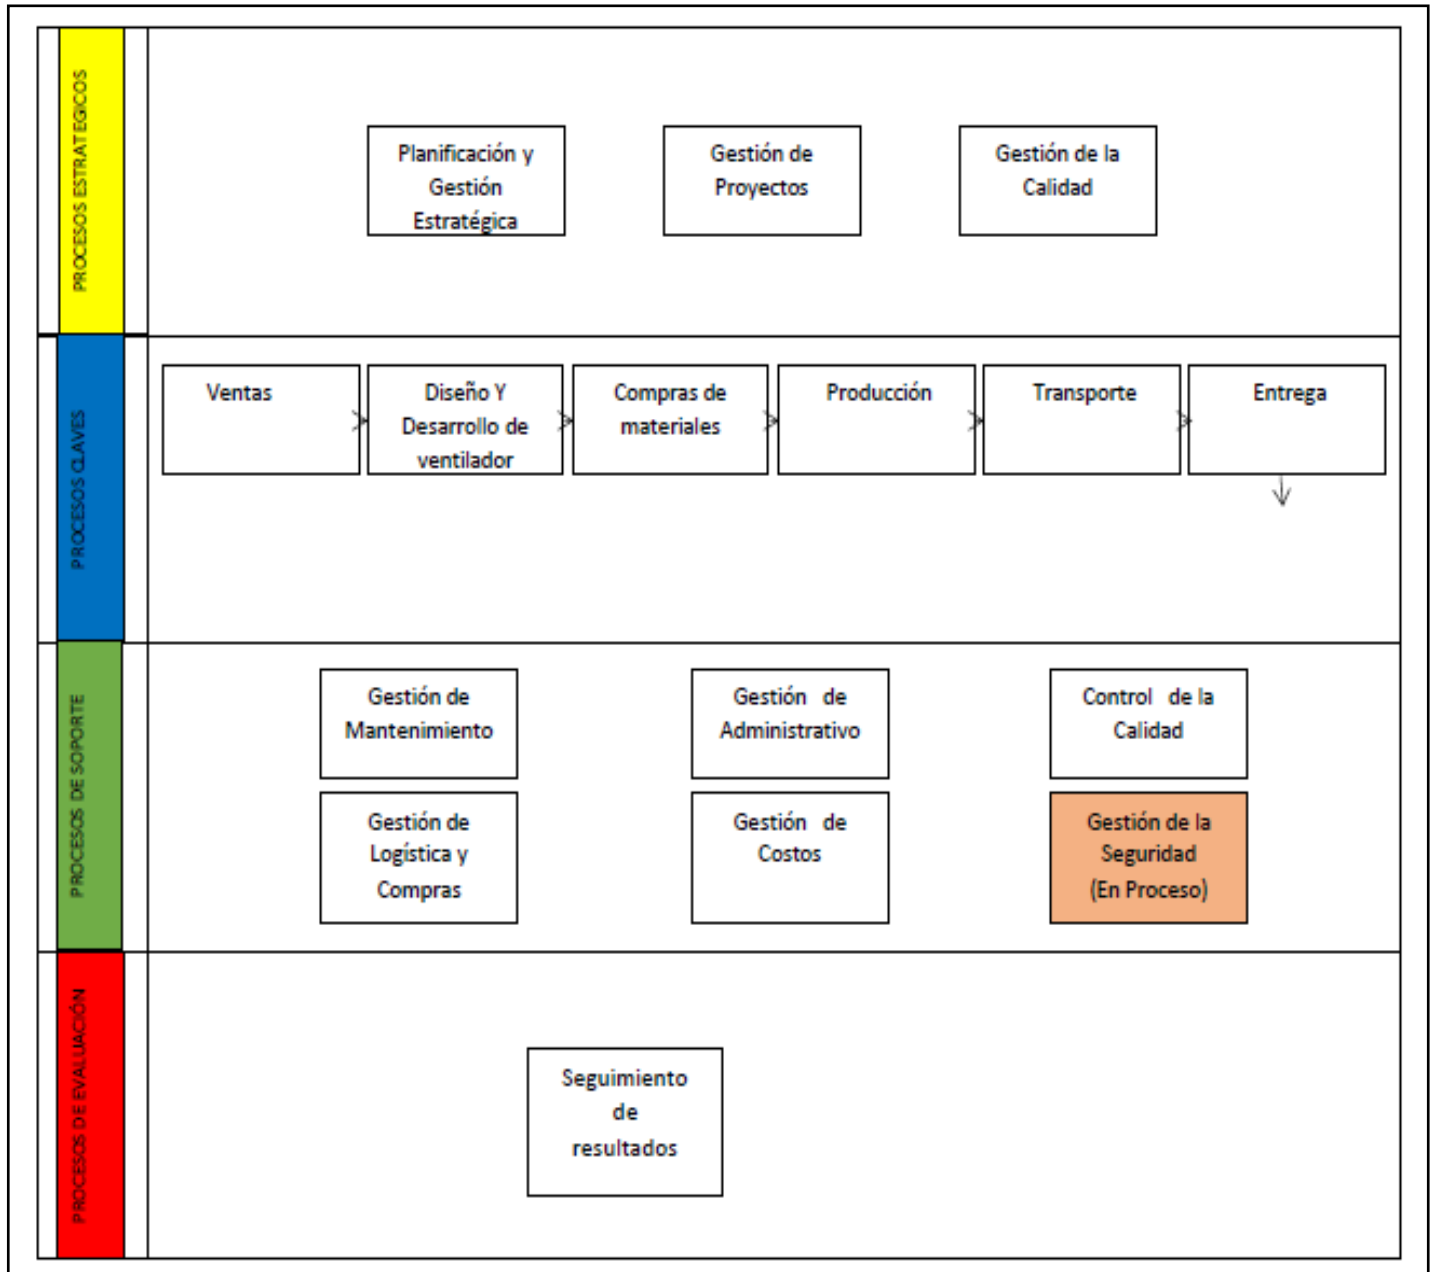 PROCESOS ESTRATEGICOS
Planificación y
Gestión
Estratégica
Gestión de
Proyectos
Gestión de la
Calidad
PROCESOS CLAVES
Ventas
Diseño Y
Desarrollo de
ventilador
Compras de
materiales
Producción
Transporte
Entrega
PROCESOS DE SOPORTE
Gestión de
Mantenimiento
Gestión de
Administrativo
Control de la
Calidad
Gestión de
Logística y
Compras
Gestión de
Costos
Gestión de la
Seguridad
(En Proceso)
PROCESOS DE EVALUACIÓN
Seguimiento
de
resultados